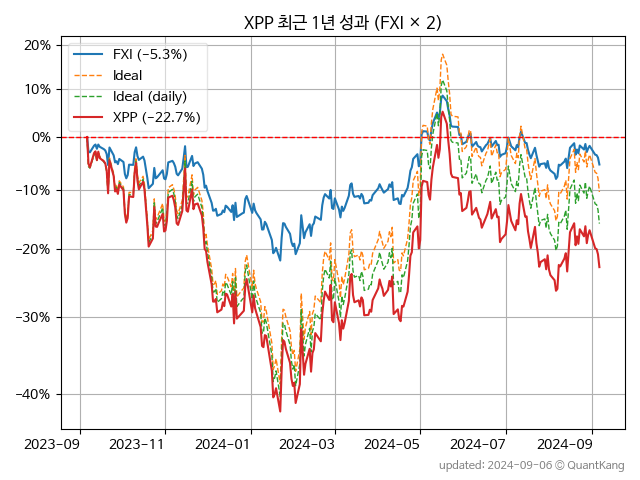 XPP 최근 1년 성과 (FXI × 2)
FXI (−5.3%)
Ideal
Ideal (daily)
XPP (−22.7%)
20%
10%
0%
−10%
−20%
−30%
−40%
2023-09
2023-11
2024-01
2024-03
2024-05
2024-07
2024-09
updated: 2024-09-06 © QuantKang